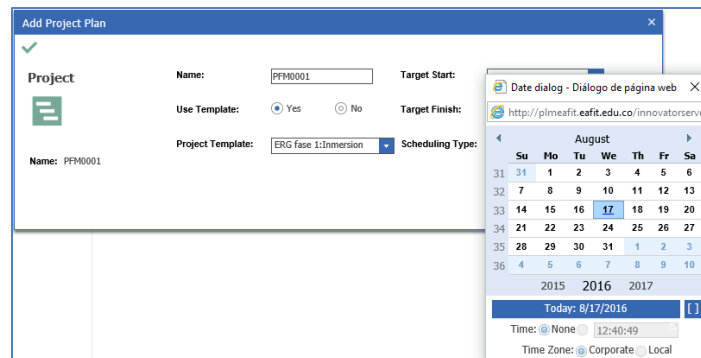 Add Project Plan
Project
Name: PFM0001
Name: PFM0001
Use Template: Yes No
Project Template: ERG fase 1:Inmersion
Target Start:
Target Finish:
Scheduling Type:
Date dialog - Diálogo de página web
http://plmeafit.eafit.edu.co/innovatorserve
August
Su Mo Tu We Th Fr Sa
31 31 1 2 3 4 5 6
32 7 8 9 10 11 12 13
33 14 15 16 17 18 19 20
34 21 22 23 24 25 26 27
35 28 29 30 31 1 2 3
36 4 5 6 7 8 9 10
2015 2016 2017
Today: 8/17/2016 [ ]
Time: None 12:40:49
Time Zone: Corporate Local